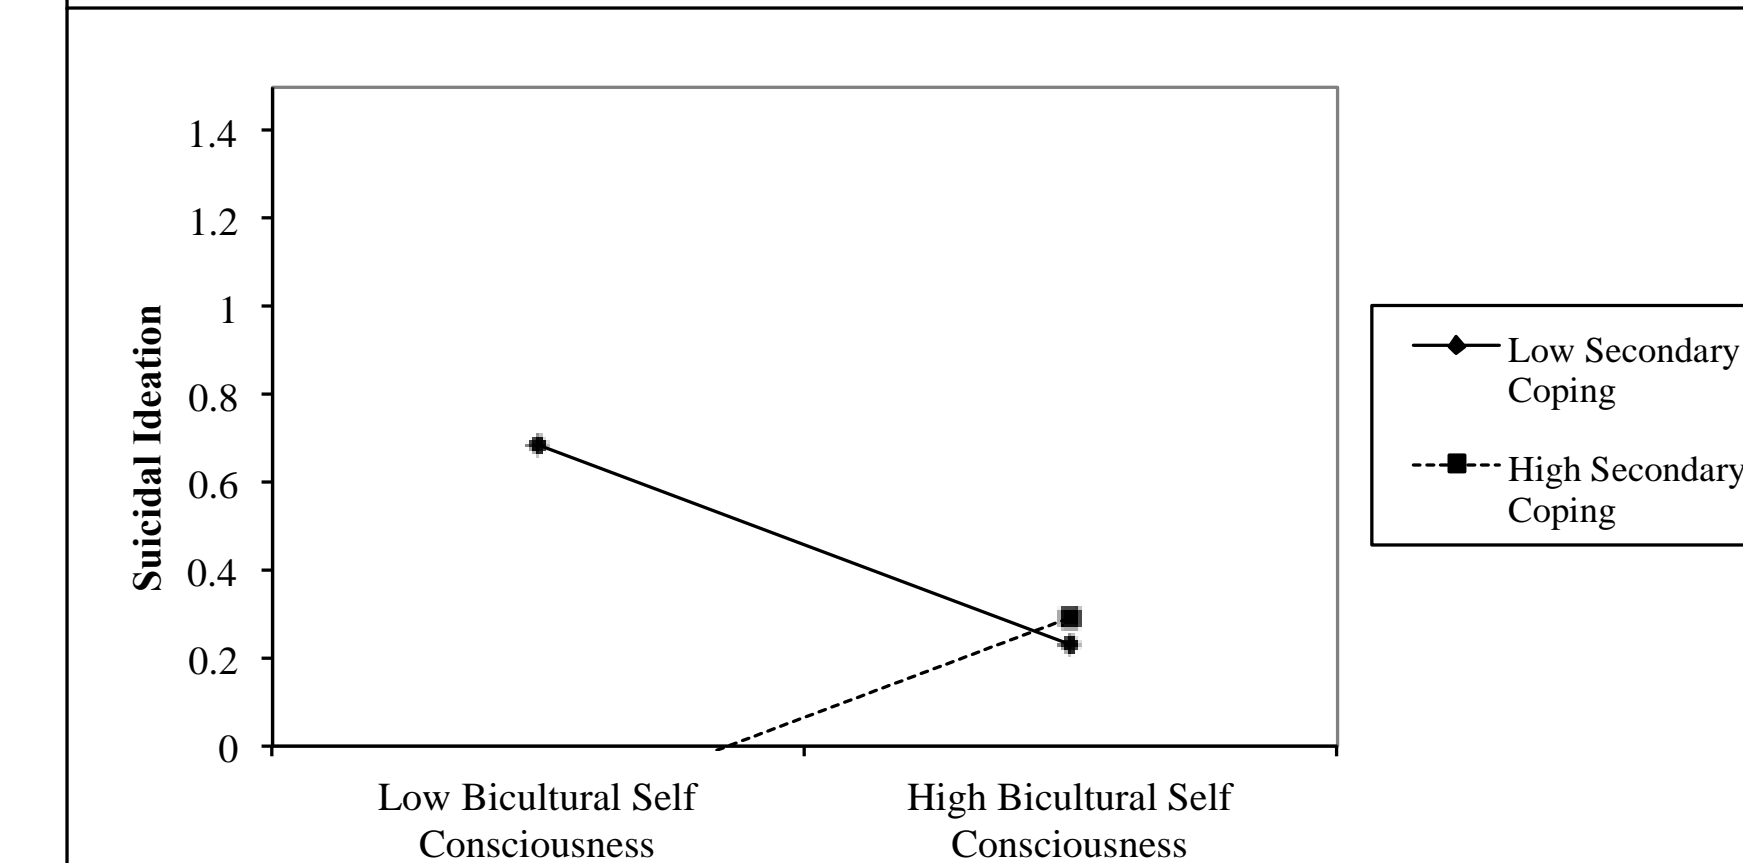 1.4
1.2
1
0.8
0.6
0.4
0.2
0
Suicidal Ideation
Low Bicultural Self
Consciousness
High Bicultural Self
Consciousness
Low Secondary
Coping
High Secondary
Coping